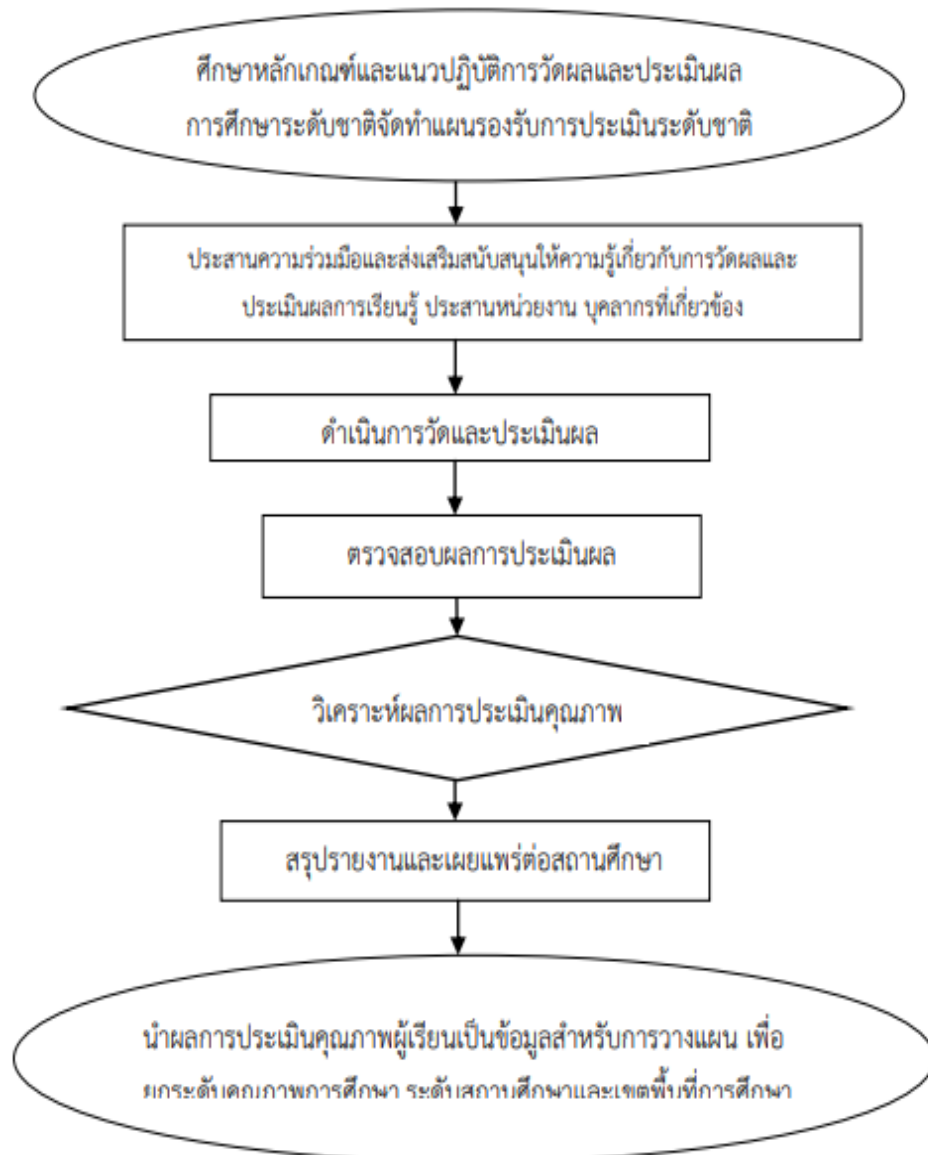 ศึกษาหลักเกณฑ์และแนวปฏิบัติการวัดผลและประเมินผล
การศึกษาระดับชาติจัดทำแผนรองรับการประเมินระดับชาติ
ประสานความร่วมมือและส่งเสริมสนับสนุนให้ความรู้เกี่ยวกับการวัดผลและ
ประเมินผลการเรียนรู้ ประสานหน่วยงาน บุคลากรที่เกี่ยวข้อง
ดำเนินการวัดและประเมินผล
ตรวจสอบผลการประเมินผล
วิเคราะห์ผลการประเมินคุณภาพ
สรุปรายงานและเผยแพร่ต่อสถานศึกษา
นำผลการประเมินคุณภาพผู้เรียนเป็นข้อมูลสำหรับการวางแผน เพื่อ
ยกระดับคุณภาพการศึกษา ระดับสถานศึกษาและเขตพื้นที่การศึกษา